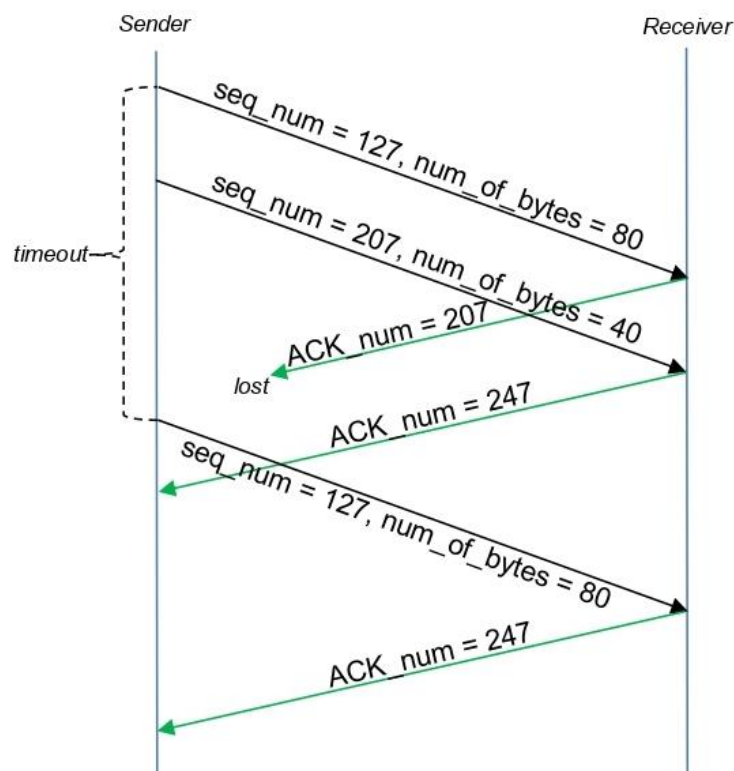 Sender
Receiver
seq_num = 127, num_of_bytes = 80
seq_num = 207, num_of_bytes = 40
timeout
ACK_num = 207
lost
ACK_num = 247
seq_num = 127, num_of_bytes = 80
ACK_num = 247